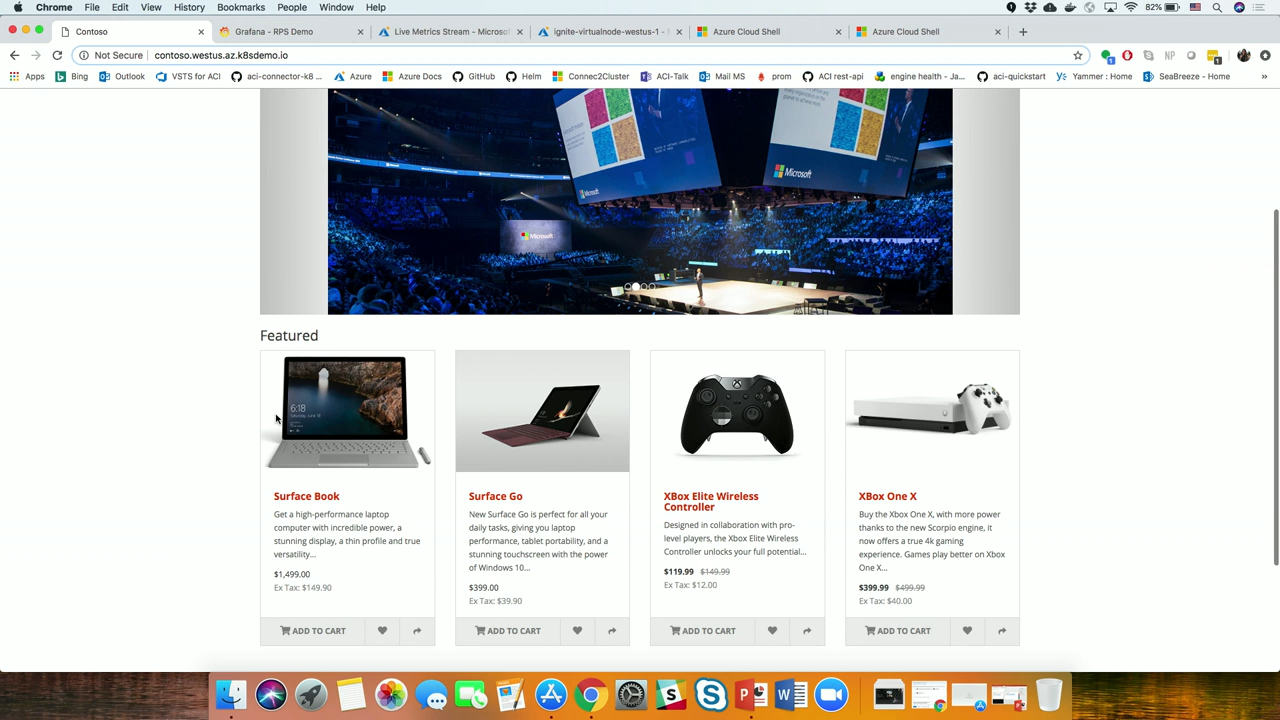 Chrome File Edit View History Bookmarks People Window Help 82%
Contoso Grafana - RPS Demo Live Metrics Stream - Microso ignite-virtualnode-westus-1 - Azure Cloud Shell Azure Cloud Shell
Not Secure contoso.westus.az.k8sdemo.io NP
Apps Bing Outlook VSTS for ACI aci-connector-k8 ... Azure Azure Docs GitHub Helm Connec2Cluster ACI-Talk Mail MS prom ACI rest-api engine health - Ja... aci-quickstart Yammer : Home SeaBreeze - Home »
Microsoft
Microsoft
Microsoft
Featured
6:18
Surface Book
Get a high-performance laptop
computer with incredible power, a
stunning display, a thin profile and true
versatility...
$1,499.00
Ex Tax: $149.90
ADD TO CART
Surface Go
New Surface Go is perfect for all your
daily tasks, giving you laptop
performance, tablet portability, and a
stunning touchscreen with the power
of Windows 10...
$399.00
Ex Tax: $39.90
ADD TO CART
XBox Elite Wireless
Controller
Designed in collaboration with pro-
level players, the Xbox Elite Wireless
Controller unlocks your full potential...
$119.99 $149.99
Ex Tax: $12.00
ADD TO CART
XBox One X
Buy the Xbox One X, with more power
thanks to the new Scorpio engine, it
now offers a true 4k gaming
experience. Games play better on Xbox
One X...
$399.99 $499.99
Ex Tax: $40.00
ADD TO CART